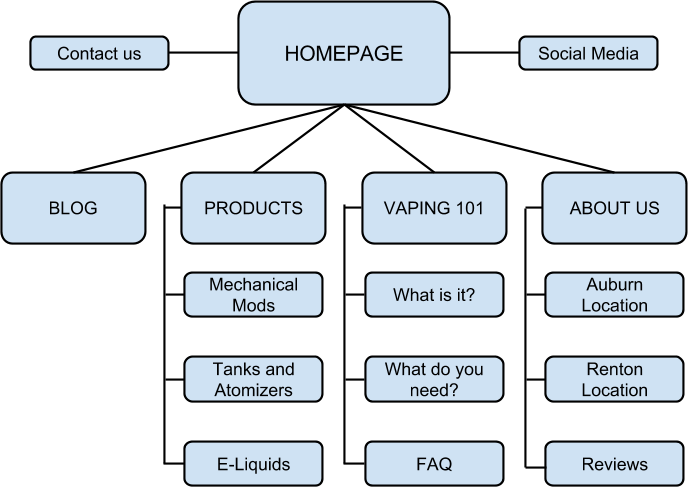 HOMEPAGE
Contact us
Social Media
BLOG
PRODUCTS
VAPING 101
ABOUT US
Mechanical
Mods
What is it?
Auburn
Location
Tanks and
Atomizers
What do you
need?
Renton
Location
E-Liquids
FAQ
Reviews